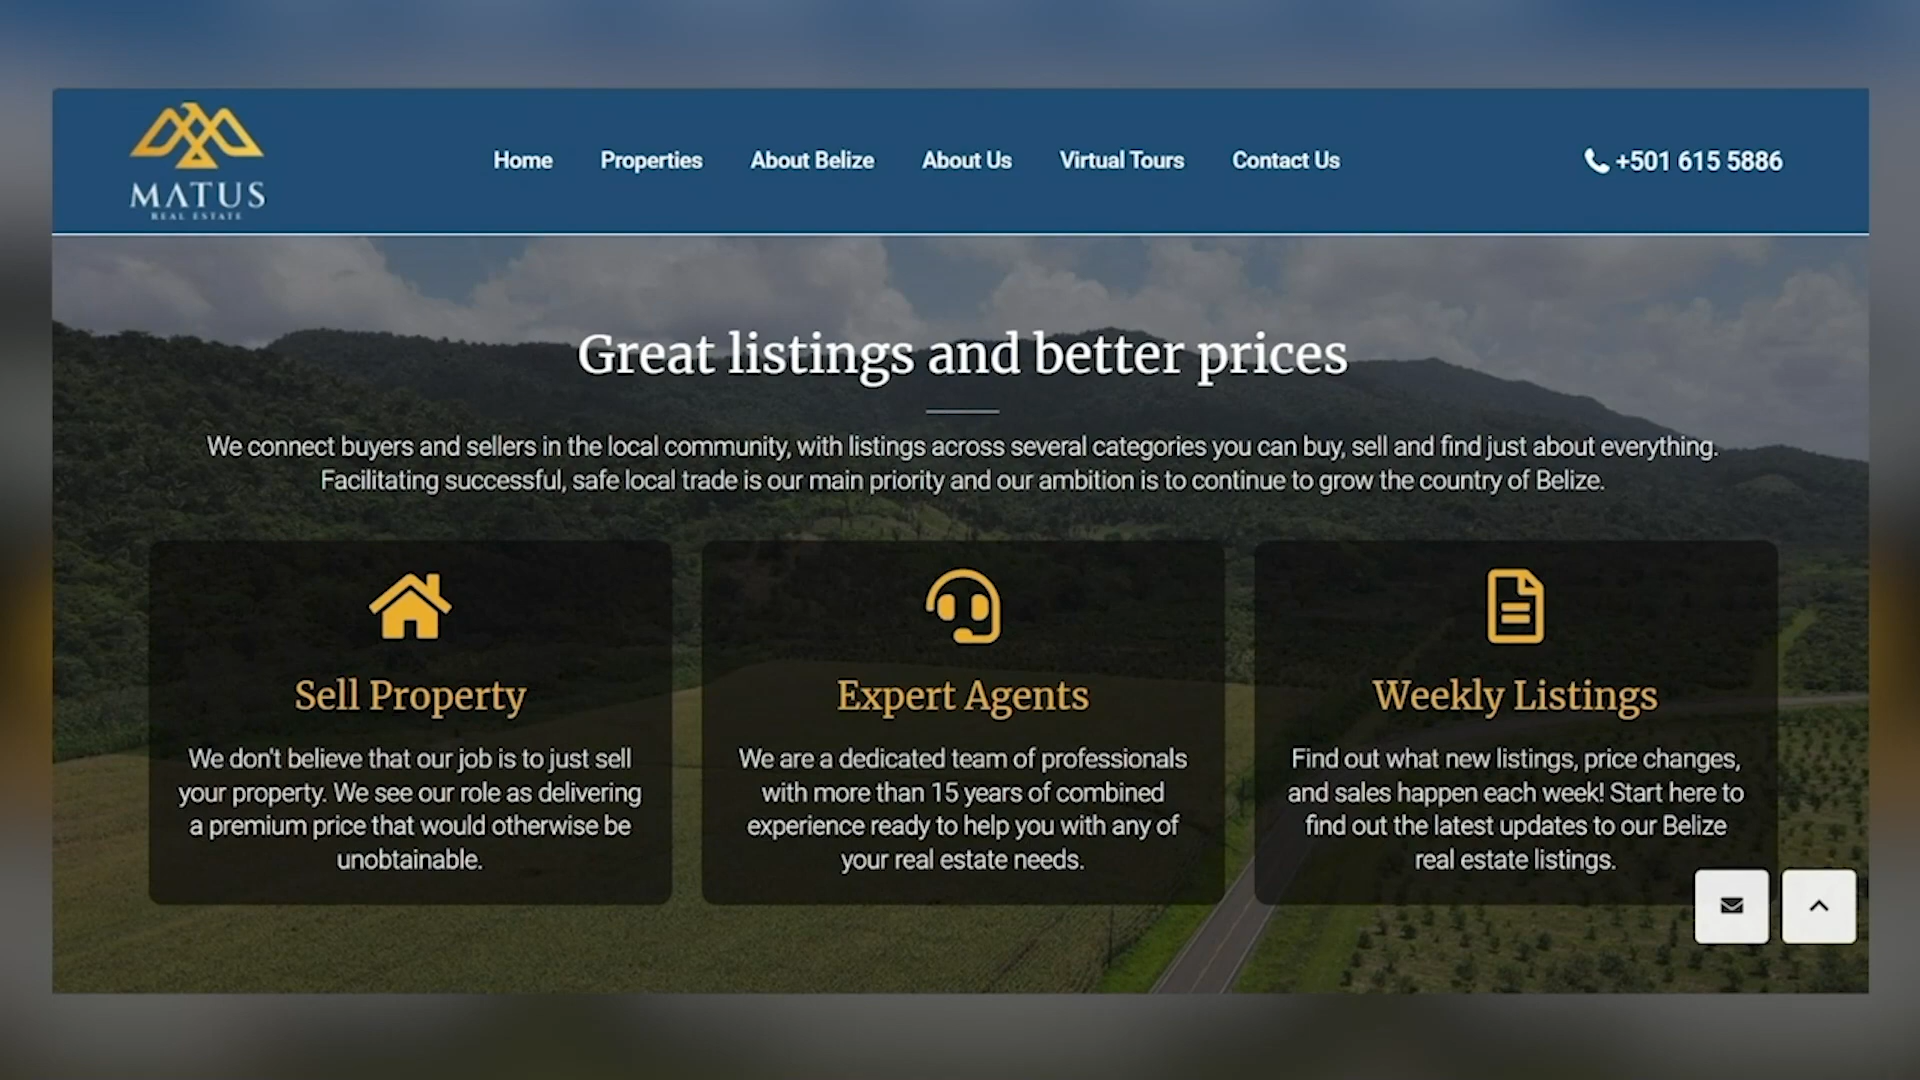 MATUS
REAL ESTATE
Home Properties About Belize About Us Virtual Tours Contact Us +501 615 5886
Great listings and better prices
We connect buyers and sellers in the local community, with listings across several categories you can buy, sell and find just about everything.
Facilitating successful, safe local trade is our main priority and our ambition is to continue to grow the country of Belize.
Sell Property
We don't believe that our job is to just sell
your property. We see our role as delivering
a premium price that would otherwise be
unobtainable.
Expert Agents
We are a dedicated team of professionals
with more than 15 years of combined
experience ready to help you with any of
your real estate needs.
Weekly Listings
Find out what new listings, price changes,
and sales happen each week! Start here to
find out the latest updates to our Belize
real estate listings.